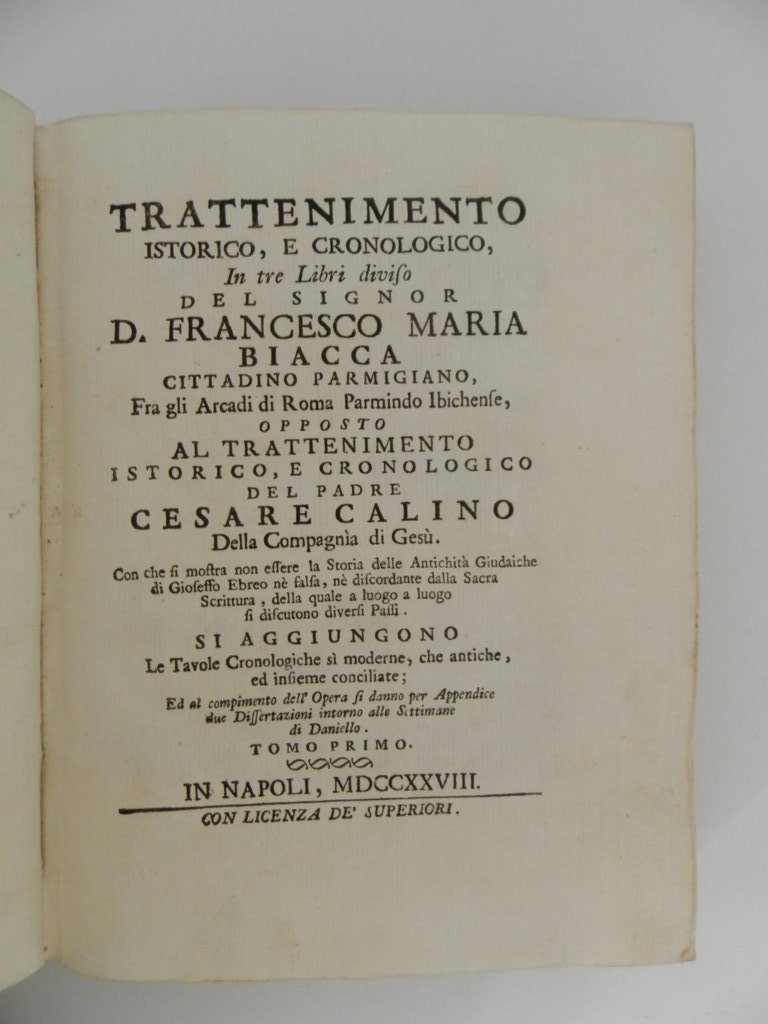 TRATTENIMENTO
ISTORICO, E CRONOLOGICO,
In tre Libri diviſo
DEL SIGNOR
D. FRANCESCO MARIA
BIACCA
CITTADINO PARMIGIANO,
Fra gli Arcadi di Roma Parmindo Ibichenſe,
OPPOSTO
AL TRATTENIMENTO
ISTORICO, E CRONOLOGICO
DEL PADRE
CESARE CALINO
Della Compagnìa di Gesù.
Con che ſi moſtra non eſſere la Storia delle Antichità Giudaiche
di Gioſeffo Ebreo nè falſa, nè diſcordante dalla Sacra
Scrittura, della quale a luogo a luogo
ſi diſcutono diverſi Paſſi.
SI AGGIUNGONO
Le Tavole Cronologiche sì moderne, che antiche,
ed inſieme conciliate;
Ed al compimento dell' Opera ſi danno per Appendice
due Diſſertazioni intorno alle Settimane
di Daniello.
TOMO PRIMO.
IN NAPOLI, MDCCXXVIII.
CON LICENZA DE' SUPERIORI.